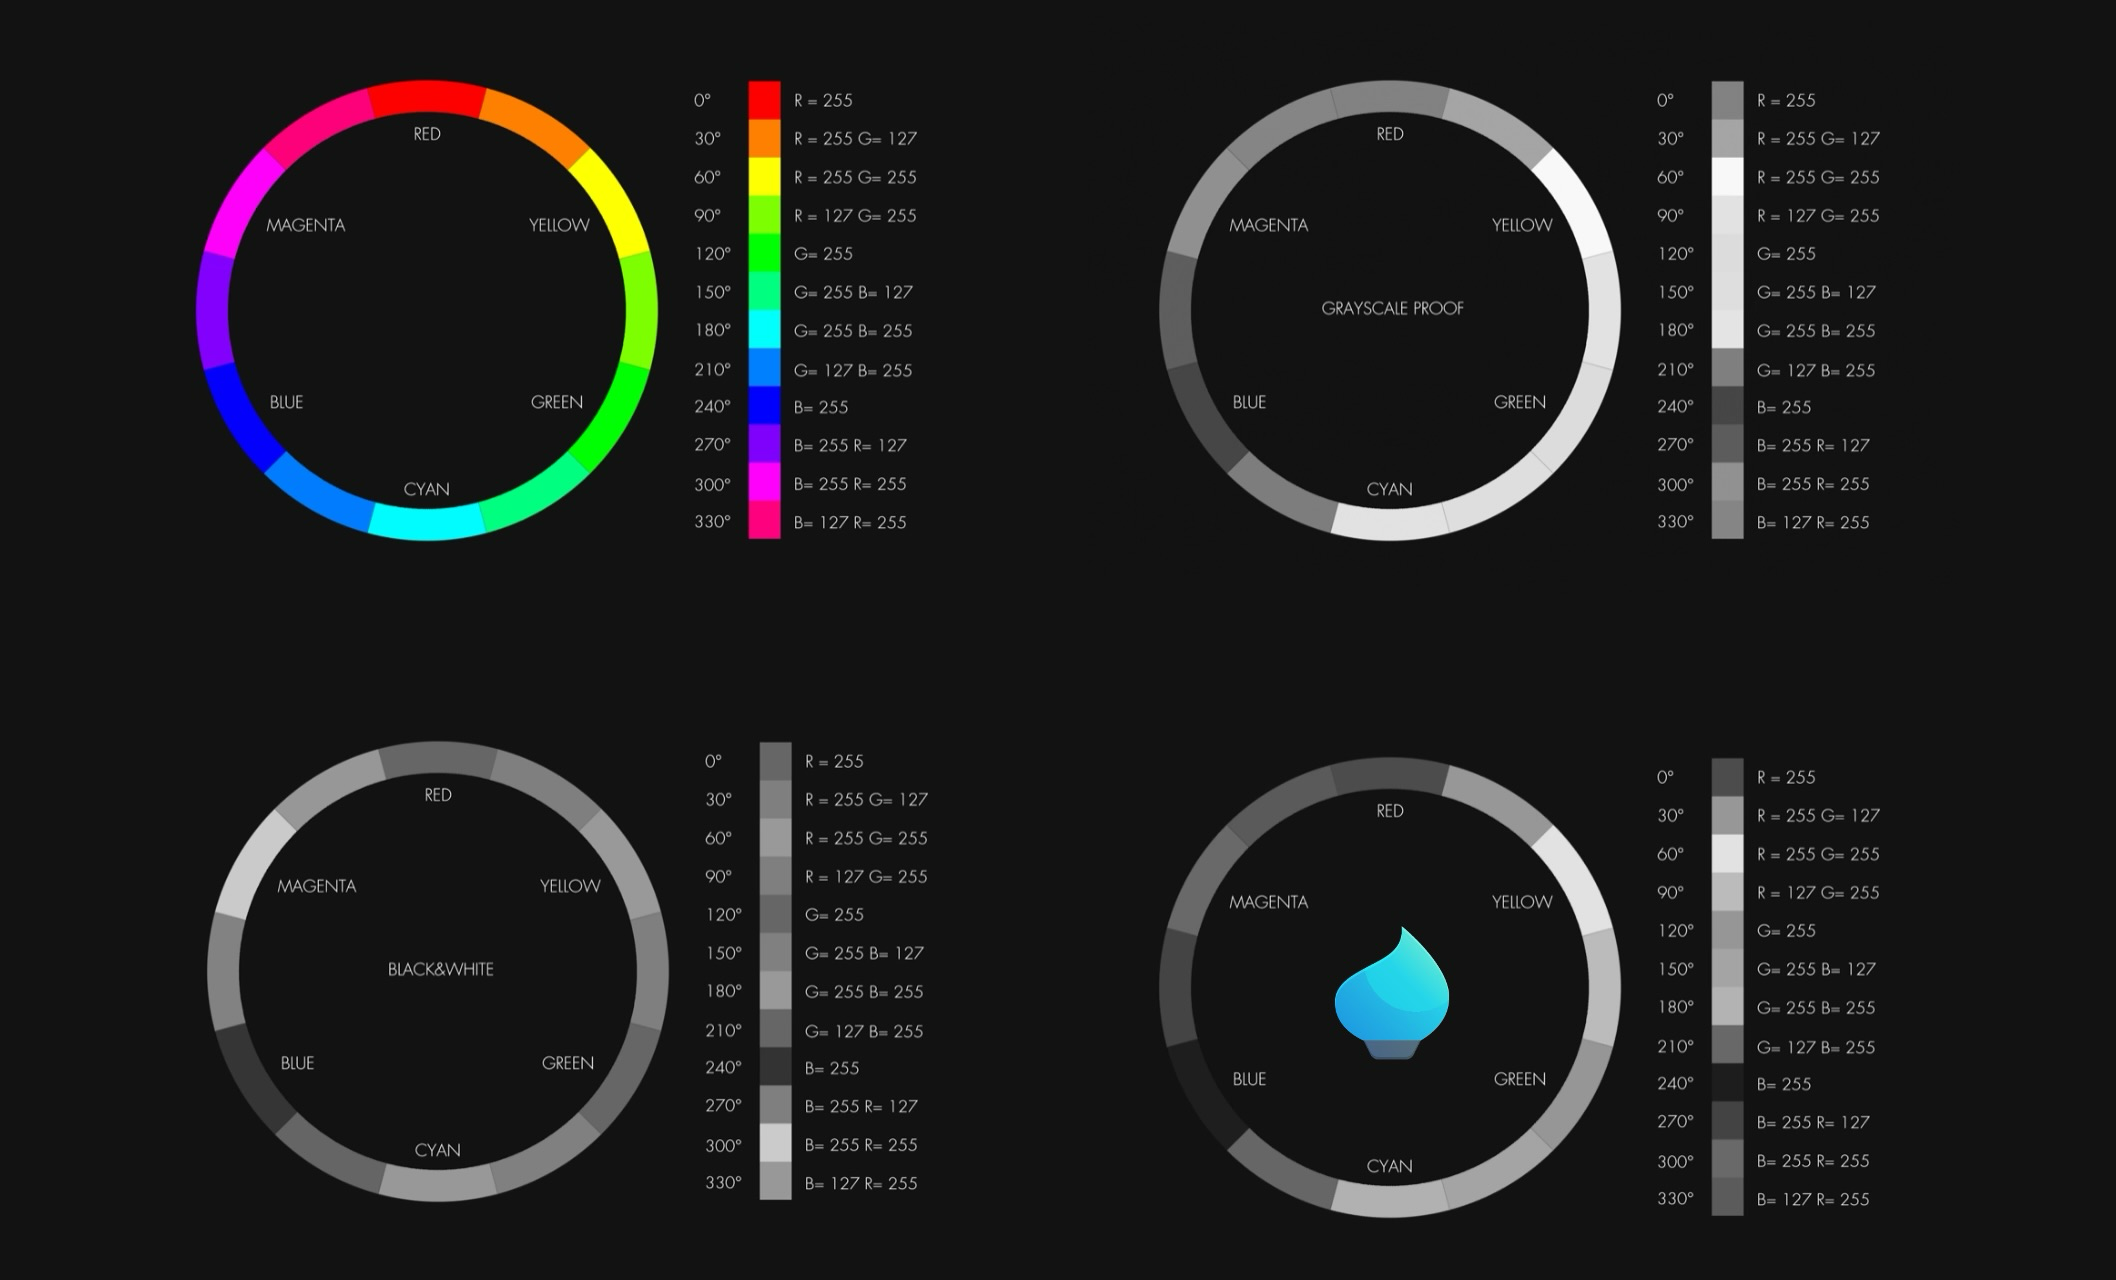 RED
MAGENTA YELLOW
BLUE GREEN
CYAN
0° R = 255
30° R = 255 G= 127
60° R = 255 G= 255
90° R = 127 G= 255
120° G= 255
150° G= 255 B= 127
180° G= 255 B= 255
210° G= 127 B= 255
240° B= 255
270° B= 255 R= 127
300° B= 255 R= 255
330° B= 127 R= 255
RED
MAGENTA YELLOW
GRAYSCALE PROOF
BLUE GREEN
CYAN
0° R = 255
30° R = 255 G= 127
60° R = 255 G= 255
90° R = 127 G= 255
120° G= 255
150° G= 255 B= 127
180° G= 255 B= 255
210° G= 127 B= 255
240° B= 255
270° B= 255 R= 127
300° B= 255 R= 255
330° B= 127 R= 255
RED
MAGENTA YELLOW
BLACK&WHITE
BLUE GREEN
CYAN
0° R = 255
30° R = 255 G= 127
60° R = 255 G= 255
90° R = 127 G= 255
120° G= 255
150° G= 255 B= 127
180° G= 255 B= 255
210° G= 127 B= 255
240° B= 255
270° B= 255 R= 127
300° B= 255 R= 255
330° B= 127 R= 255
RED
MAGENTA YELLOW
BLUE GREEN
CYAN
0° R = 255
30° R = 255 G= 127
60° R = 255 G= 255
90° R = 127 G= 255
120° G= 255
150° G= 255 B= 127
180° G= 255 B= 255
210° G= 127 B= 255
240° B= 255
270° B= 255 R= 127
300° B= 255 R= 255
330° B= 127 R= 255